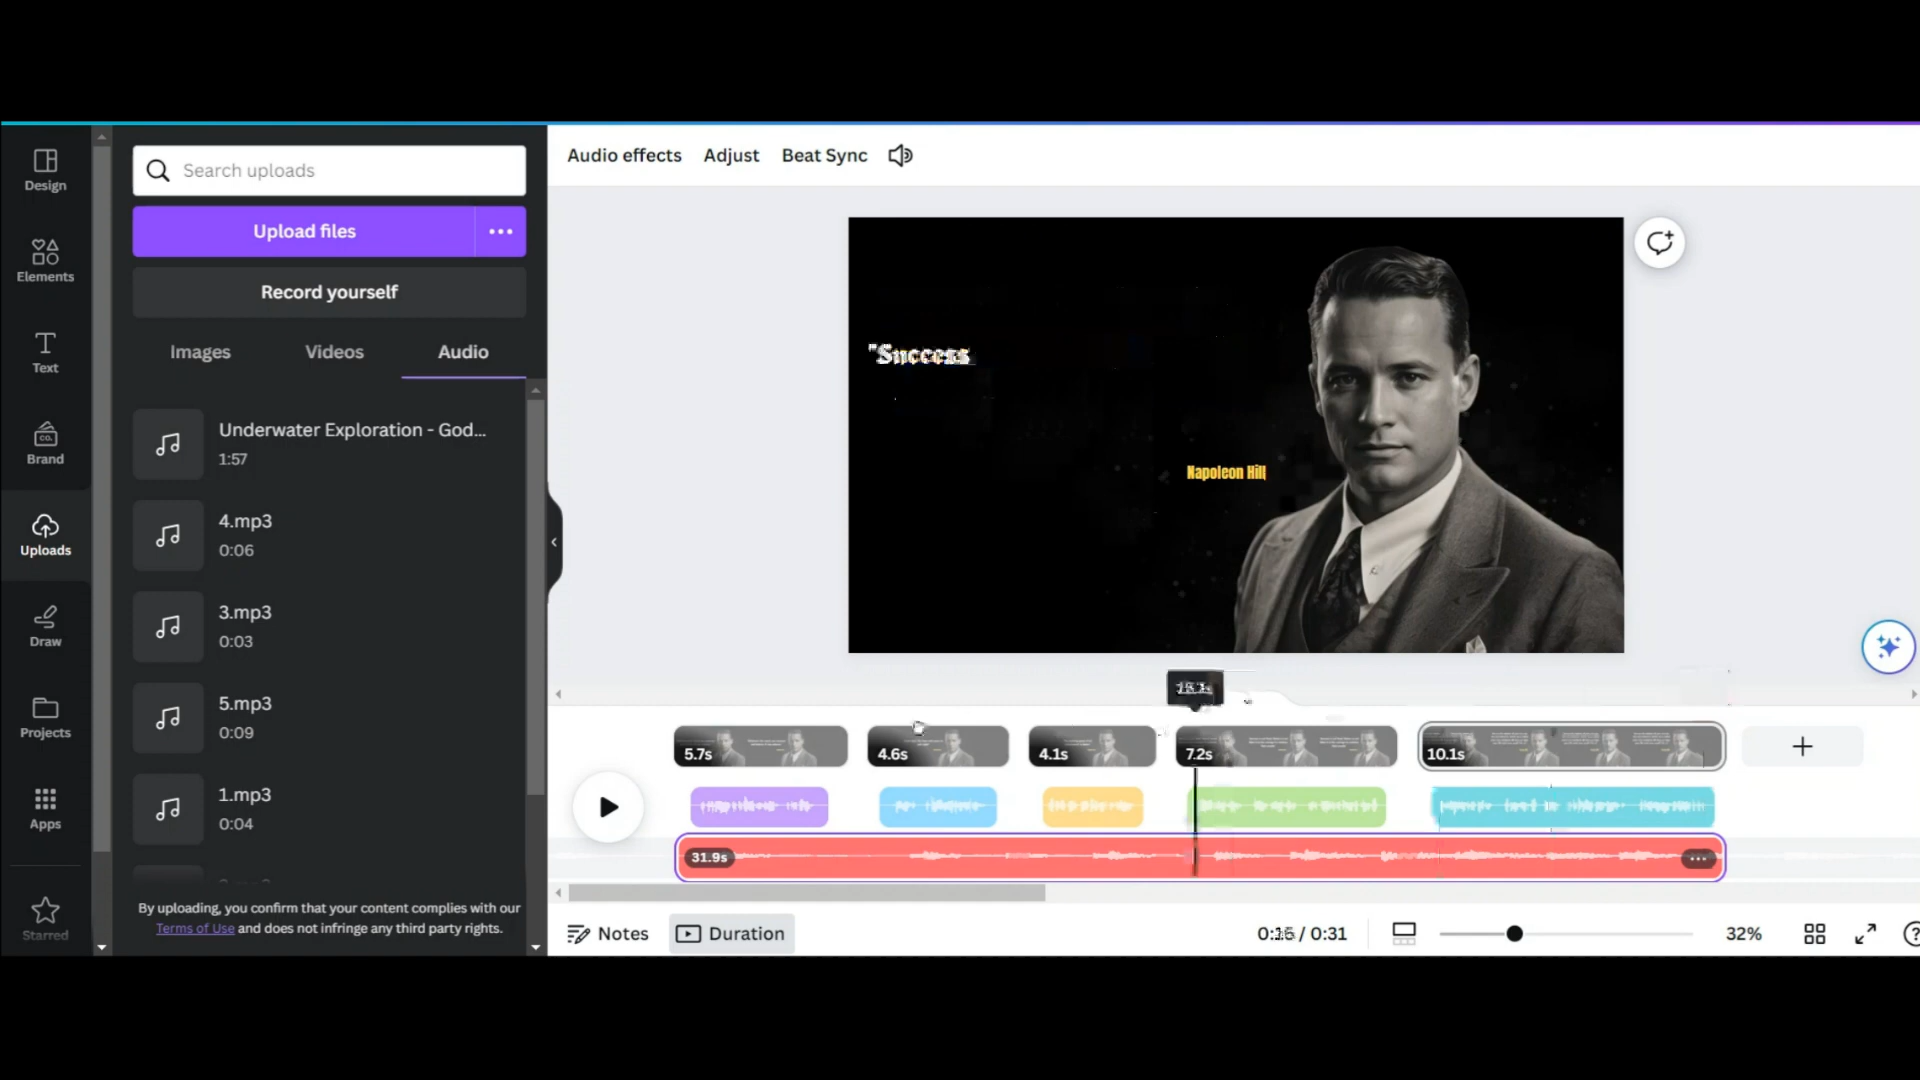 Design
Elements
Text
Brand
Uploads
Draw
Projects
Apps
Starred
Search uploads
Upload files
Record yourself
Images Videos Audio
Underwater Exploration - God...
1:57
4.mp3
0:06
3.mp3
0:03
5.mp3
0:09
1.mp3
0:04
By uploading, you confirm that your content complies with our
Terms of Use and does not infringe any third party rights.
Audio effects Adjust Beat Sync
"Success
Napoleon Hill
5.7s 4.6s 4.1s 7.2s 10.1s
31.9s
Notes Duration
/ 0:31
32%